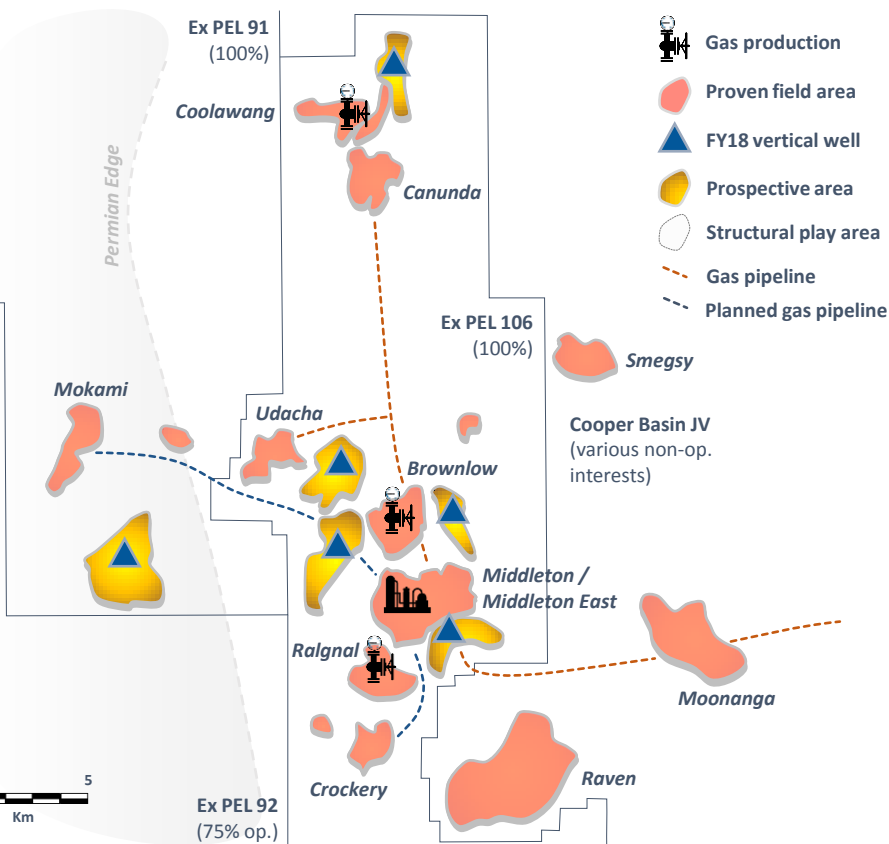 Ex PEL 91
(100%)
Gas production
Coolawang
Proven field area
FY18 vertical well
Permian Edge
Canunda
Prospective area
Structural play area
Gas pipeline
Planned gas pipeline
Ex PEL 106
(100%)
Smegsy
Mokami
Udacha
Cooper Basin JV
(various non-op.
interests)
Brownlow
Middleton /
Middleton East
Ralgnal
Moonanga
5
Km
Crockery
Raven
Ex PEL 92
(75% op.)